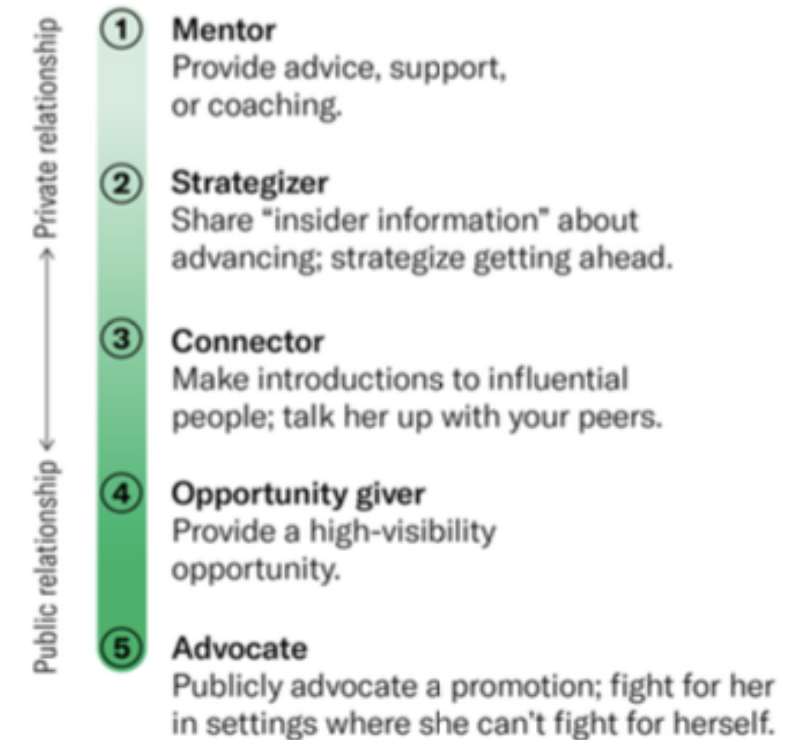 Private relationship
Public relationship
1 Mentor
Provide advice, support,
or coaching.
2 Strategizer
Share “insider information” about
advancing; strategize getting ahead.
3 Connector
Make introductions to influential
people; talk her up with your peers.
4 Opportunity giver
Provide a high-visibility
opportunity.
5 Advocate
Publicly advocate a promotion; fight for her
in settings where she can’t fight for herself.